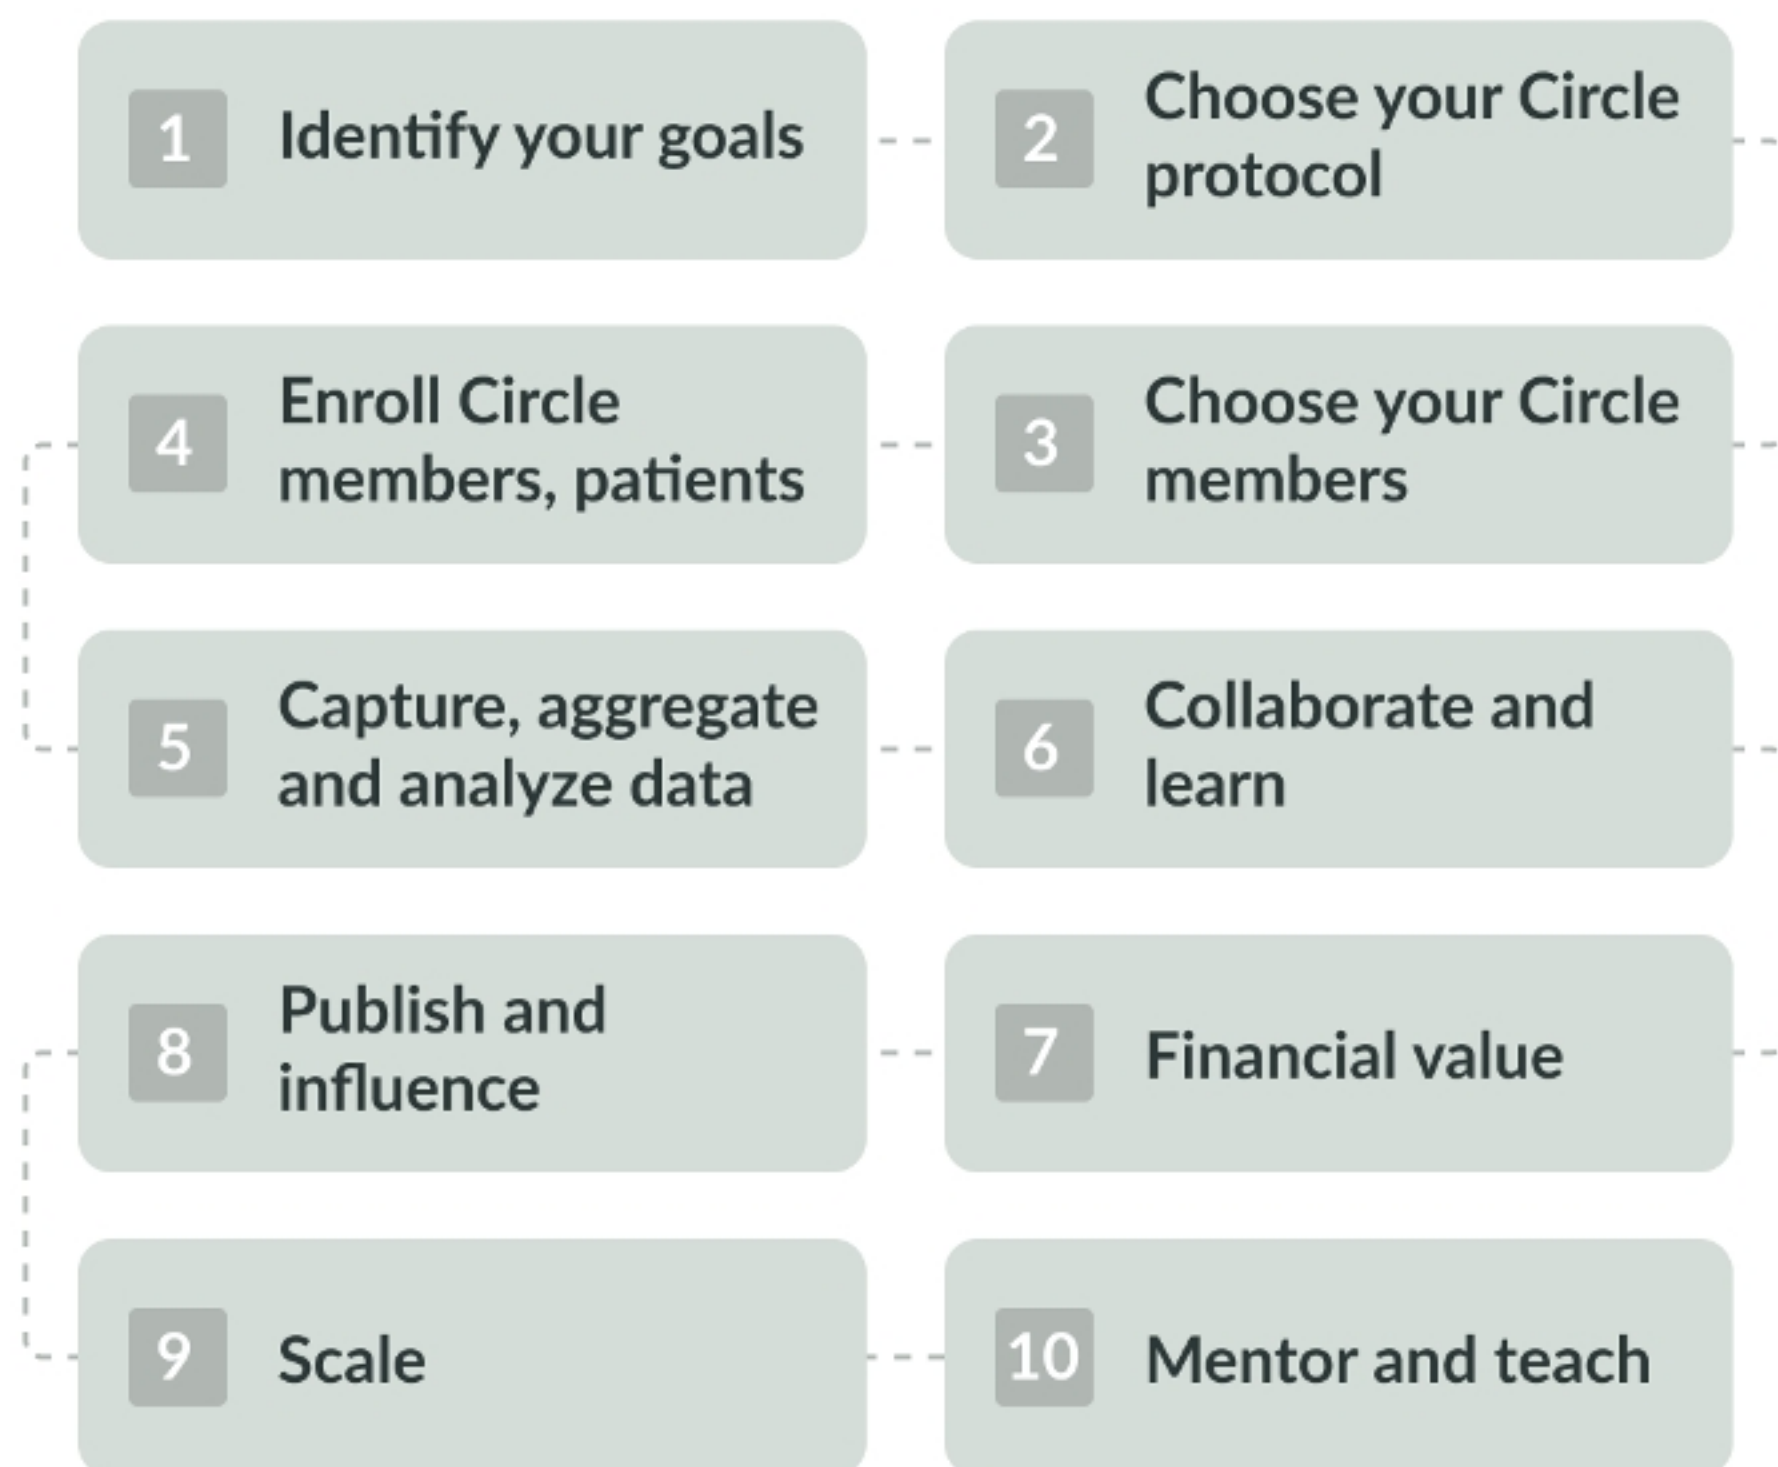 1
Identify your goals
2
Choose your Circle
protocol
4
Enroll Circle
members, patients
3
Choose your Circle
members
5
Capture, aggregate
and analyze data
6
Collaborate and
learn
8
Publish and
influence
7
Financial value
9
Scale
10
Mentor and teach